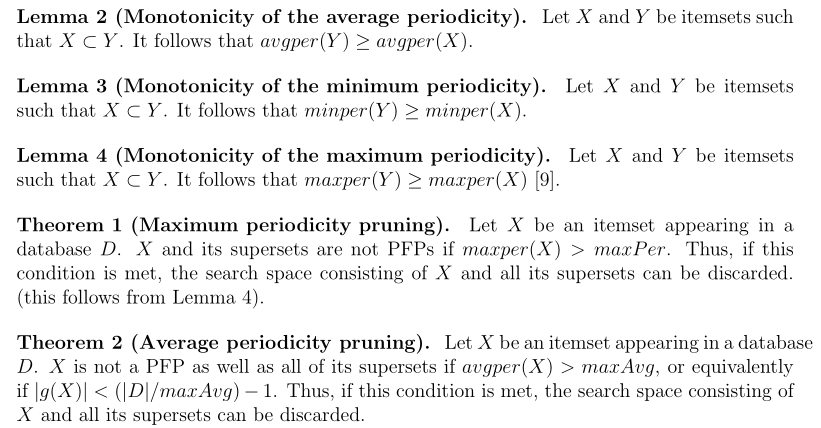 Lemma 2 (Monotonicity of the average periodicity). Let X and Y be itemsets such
that X ⊂ Y. It follows that avgper(Y) ≥ avgper(X).
Lemma 3 (Monotonicity of the minimum periodicity). Let X and Y be itemsets
such that X ⊂ Y. It follows that minper(Y) ≥ minper(X).
Lemma 4 (Monotonicity of the maximum periodicity). Let X and Y be itemsets
such that X ⊂ Y. It follows that maxper(Y) ≥ maxper(X) [9].
Theorem 1 (Maximum periodicity pruning). Let X be an itemset appearing in a
database D. X and its supersets are not PFPs if maxper(X) > maxPer. Thus, if this
condition is met, the search space consisting of X and all its supersets can be discarded.
(this follows from Lemma 4).
Theorem 2 (Average periodicity pruning). Let X be an itemset appearing in a database
D. X is not a PFP as well as all of its supersets if avgper(X) > maxAvg, or equivalently
if |g(X)| < (|D|/maxAvg) − 1. Thus, if this condition is met, the search space consisting of
X and all its supersets can be discarded.